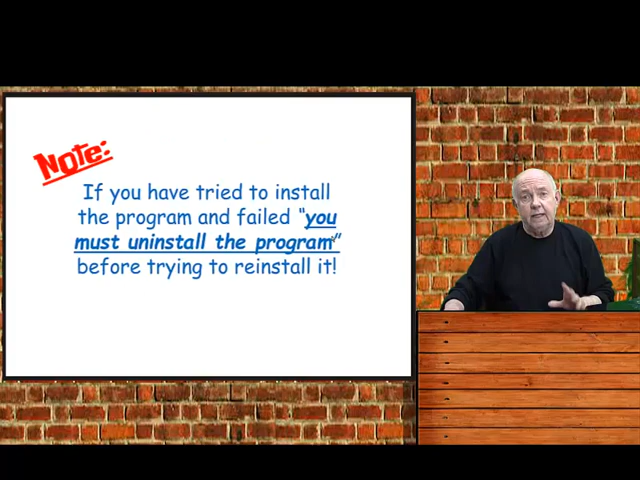 Note:
If you have tried to install
the program and failed “you
must uninstall the program”
before trying to reinstall it!